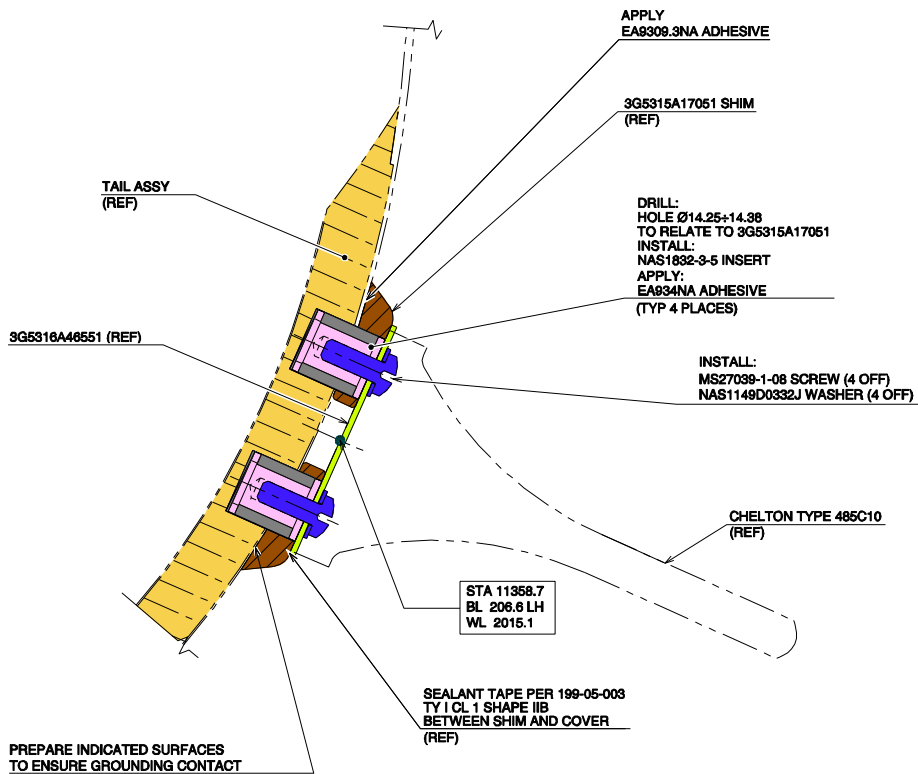 APPLY
EA9309.3NA ADHESIVE
3G5315A17051 SHIM
(REF)
TAIL ASSY
(REF)
DRILL:
HOLE Ø14.25÷14.38
TO RELATE TO 3G5315A17051
INSTALL:
NAS1832-3-5 INSERT
APPLY:
EA934NA ADHESIVE
(TYP 4 PLACES)
3G5316A46551 (REF)
INSTALL:
MS27039-1-08 SCREW (4 OFF)
NAS1149D0332J WASHER (4 OFF)
CHELTON TYPE 485C10
(REF)
STA 11358.7
BL 206.6 LH
WL 2015.1
SEALANT TAPE PER 199-05-003
TY I CL 1 SHAPE IIB
BETWEEN SHIM AND COVER
(REF)
PREPARE INDICATED SURFACES
TO ENSURE GROUNDING CONTACT